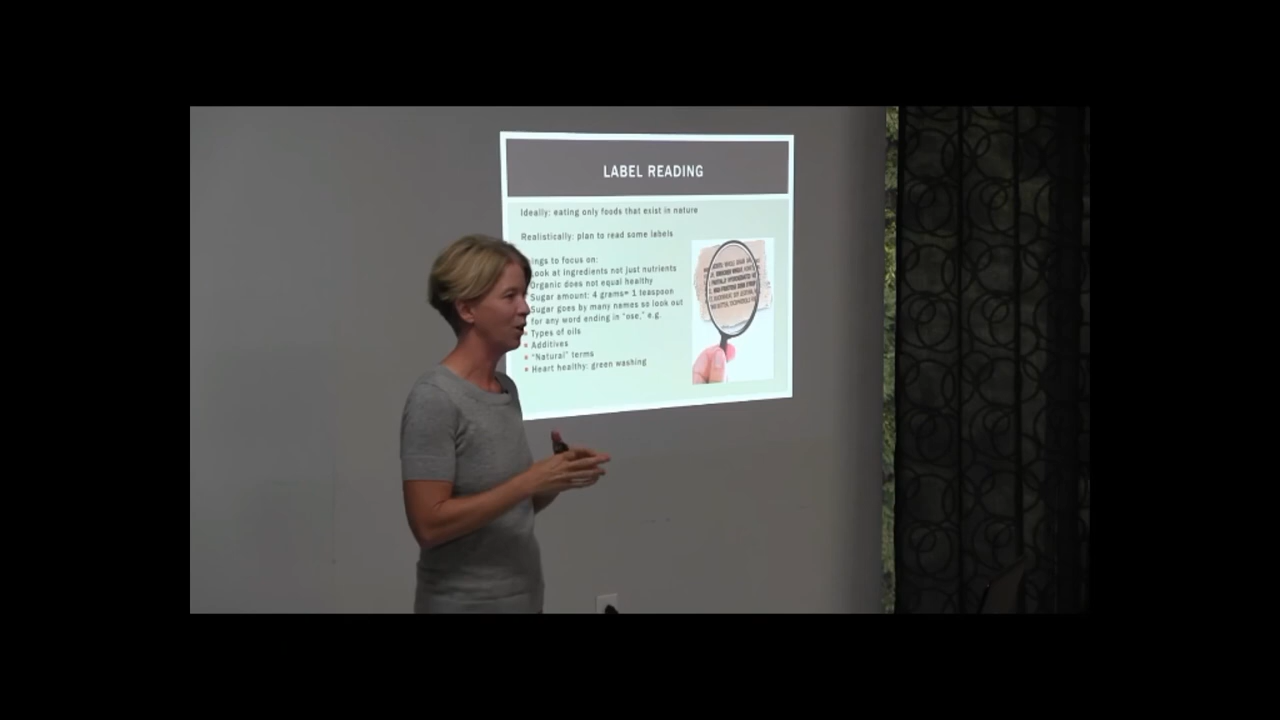 LABEL READING
Ideally: eating only foods that exist in nature
Realistically: plan to read some labels
ings to focus on:
Look at ingredients not just nutrients
Organic does not equal healthy
Sugar amount: 4 grams= 1 teaspoon
Sugar goes by many names so look out
for any word ending in "ose," e.g.
Types of oils
Additives
"Natural" terms
Heart healthy: green washing